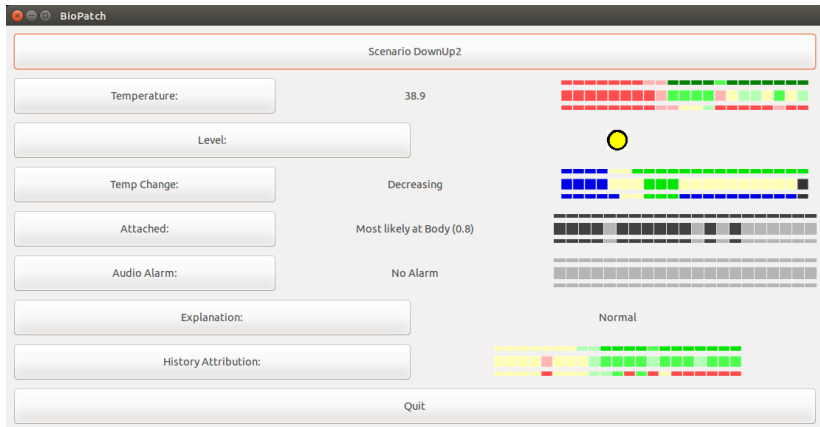 BioPatch
Scenario DownUp2
Temperature: 38.9
Level:
Temp Change: Decreasing
Attached: Most likely at Body (0.8)
Audio Alarm: No Alarm
Explanation: Normal
History Attribution:
Quit